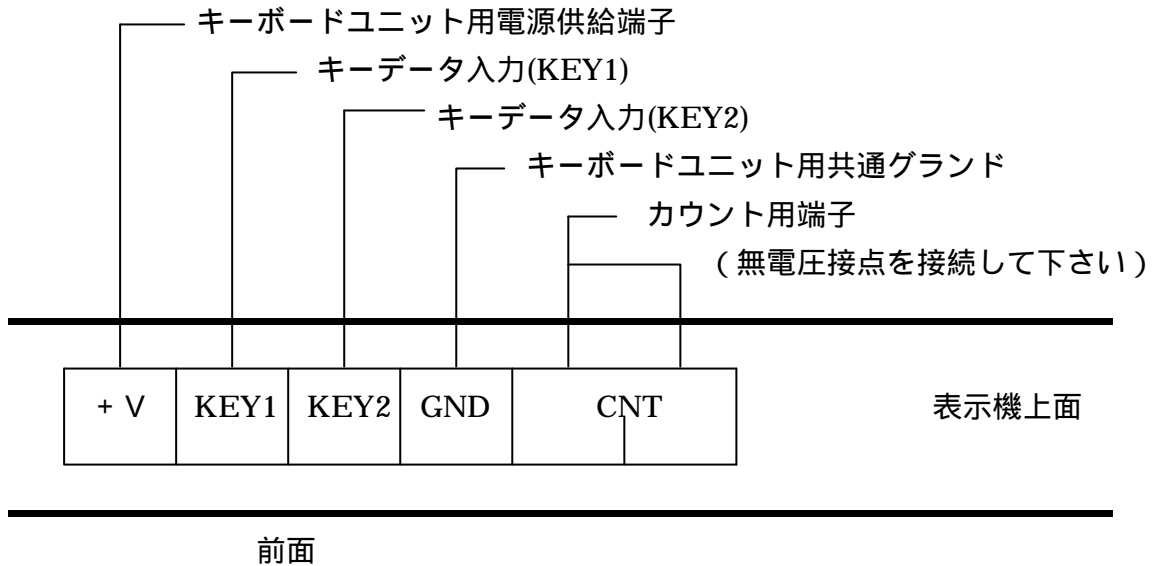 キーボードユニット用電源供給端子
キーデータ入力(KEY1)
キーデータ入力(KEY2)
キーボードユニット用共通グランド
カウント用端子
(無電圧接点を接続して下さい)
+V KEY1 KEY2 GND CNT 表示機上面
前面